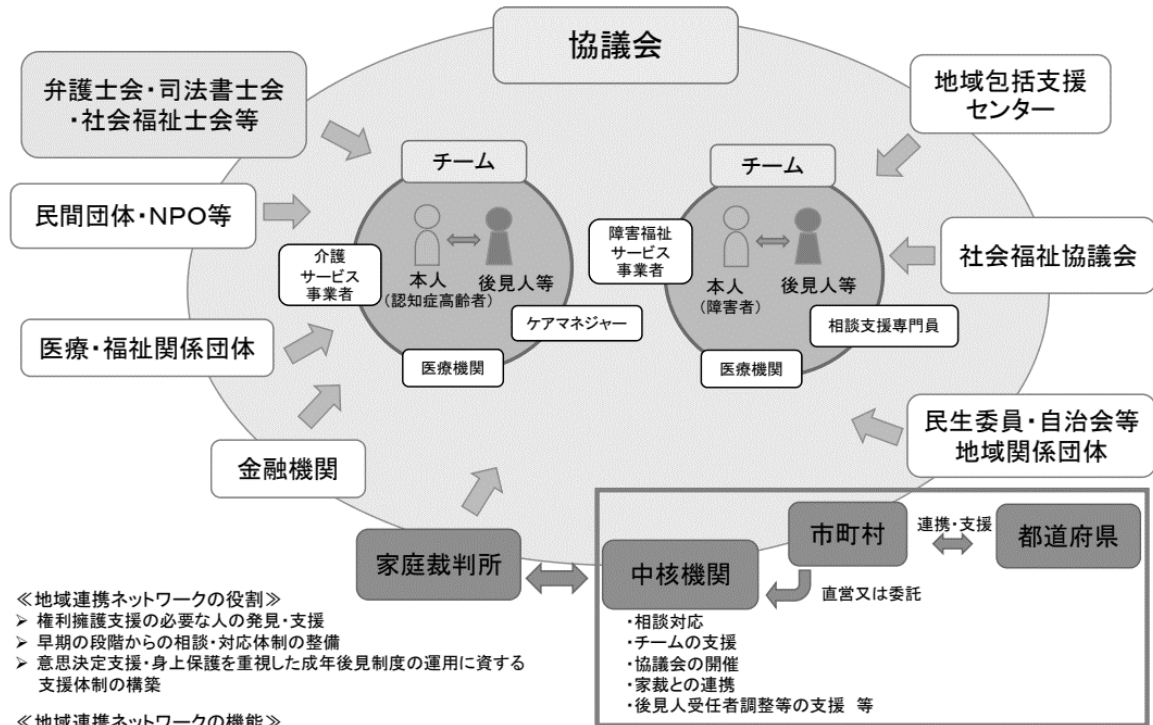 協議会
弁護士会・司法書士会
・社会福祉士会等
地域包括支援
センター
チーム
チーム
民間団体・NPO等
障害福祉
サービス
事業者
社会福祉協議会
介護
サービス
事業者
本人
(認知症高齢者)
後見人等
本人
(障害者)
後見人等
ケアマネジャー
相談支援専門員
医療・福祉関係団体
医療機関
医療機関
民生委員・自治会等
地域関係団体
金融機関
市町村
連携・支援
都道府県
家庭裁判所
中核機関
直営又は委託
・相談対応
・チームの支援
・協議会の開催
・家裁との連携
・後見人受任者調整等の支援 等
≪地域連携ネットワークの役割≫
➢ 権利擁護支援の必要な人の発見・支援
➢ 早期の段階からの相談・対応体制の整備
➢ 意思決定支援・身上保護を重視した成年後見制度の運用に資する
支援体制の構築
≪地域連携ネットワークの機能≫